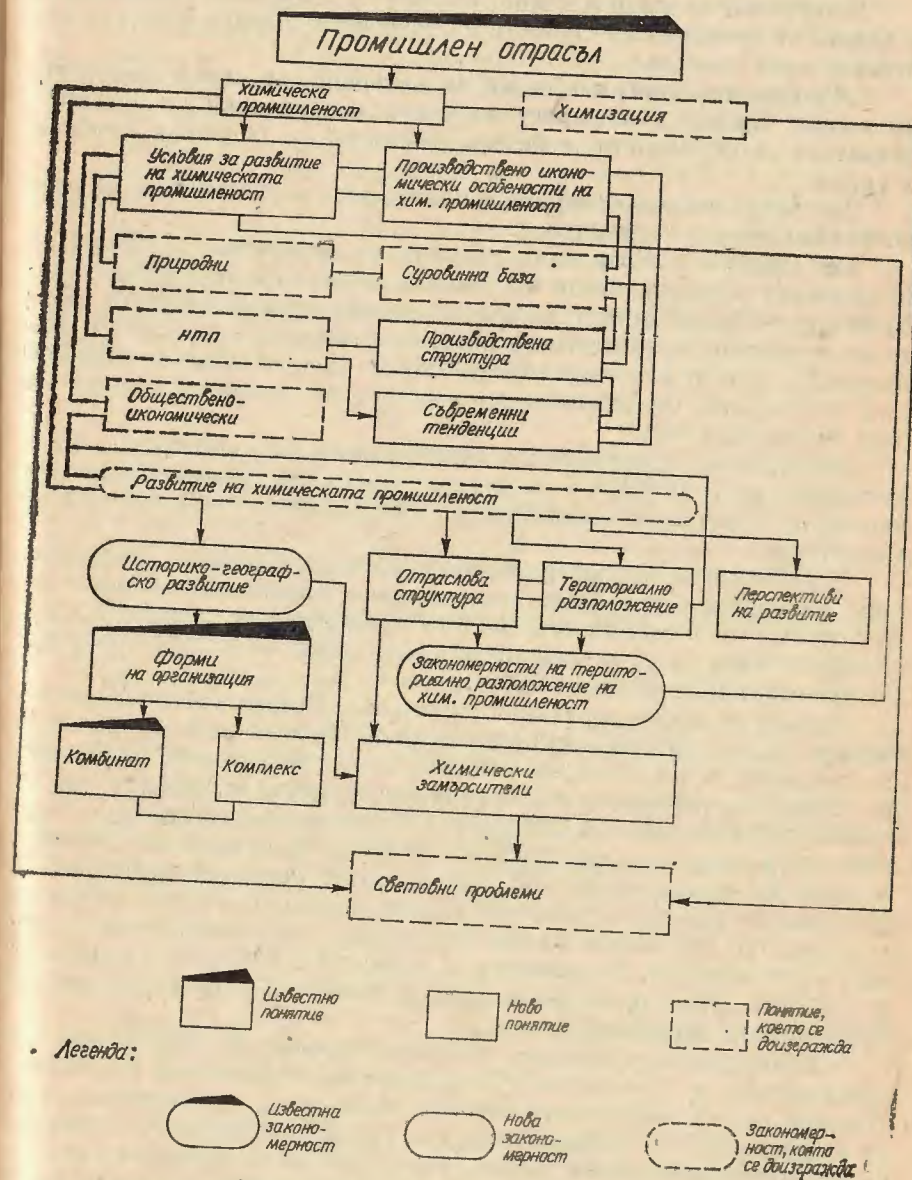 Промишлен отрасъл
Химическа
промишленост
Химизация
Условия за развитие
на химическата
промишленост
Производствено иконо-
мически особености на
хим. промишленост
Природни
Суровинна база
НТП
Производствена
структура
Обществено-
икономически
Съвременни
тенденции
Развитие на химическата промишленост
Историко-географ-
ско развитие
Отраслова
структура
Териториално
разположение
Перспективи
на развитие
Форми
на организация
Закономерности на терито-
риално разположение на
хим. промишленост
Комбинат
Комплекс
Химически
замърсители
Световни проблеми
Легенда:
Известно
понятие
Ново
понятие
Понятие,
което се
доизгражда
Известна
законо-
мерност
Нова
законо-
мерност
Закономер-
ност, която
се доизгражда